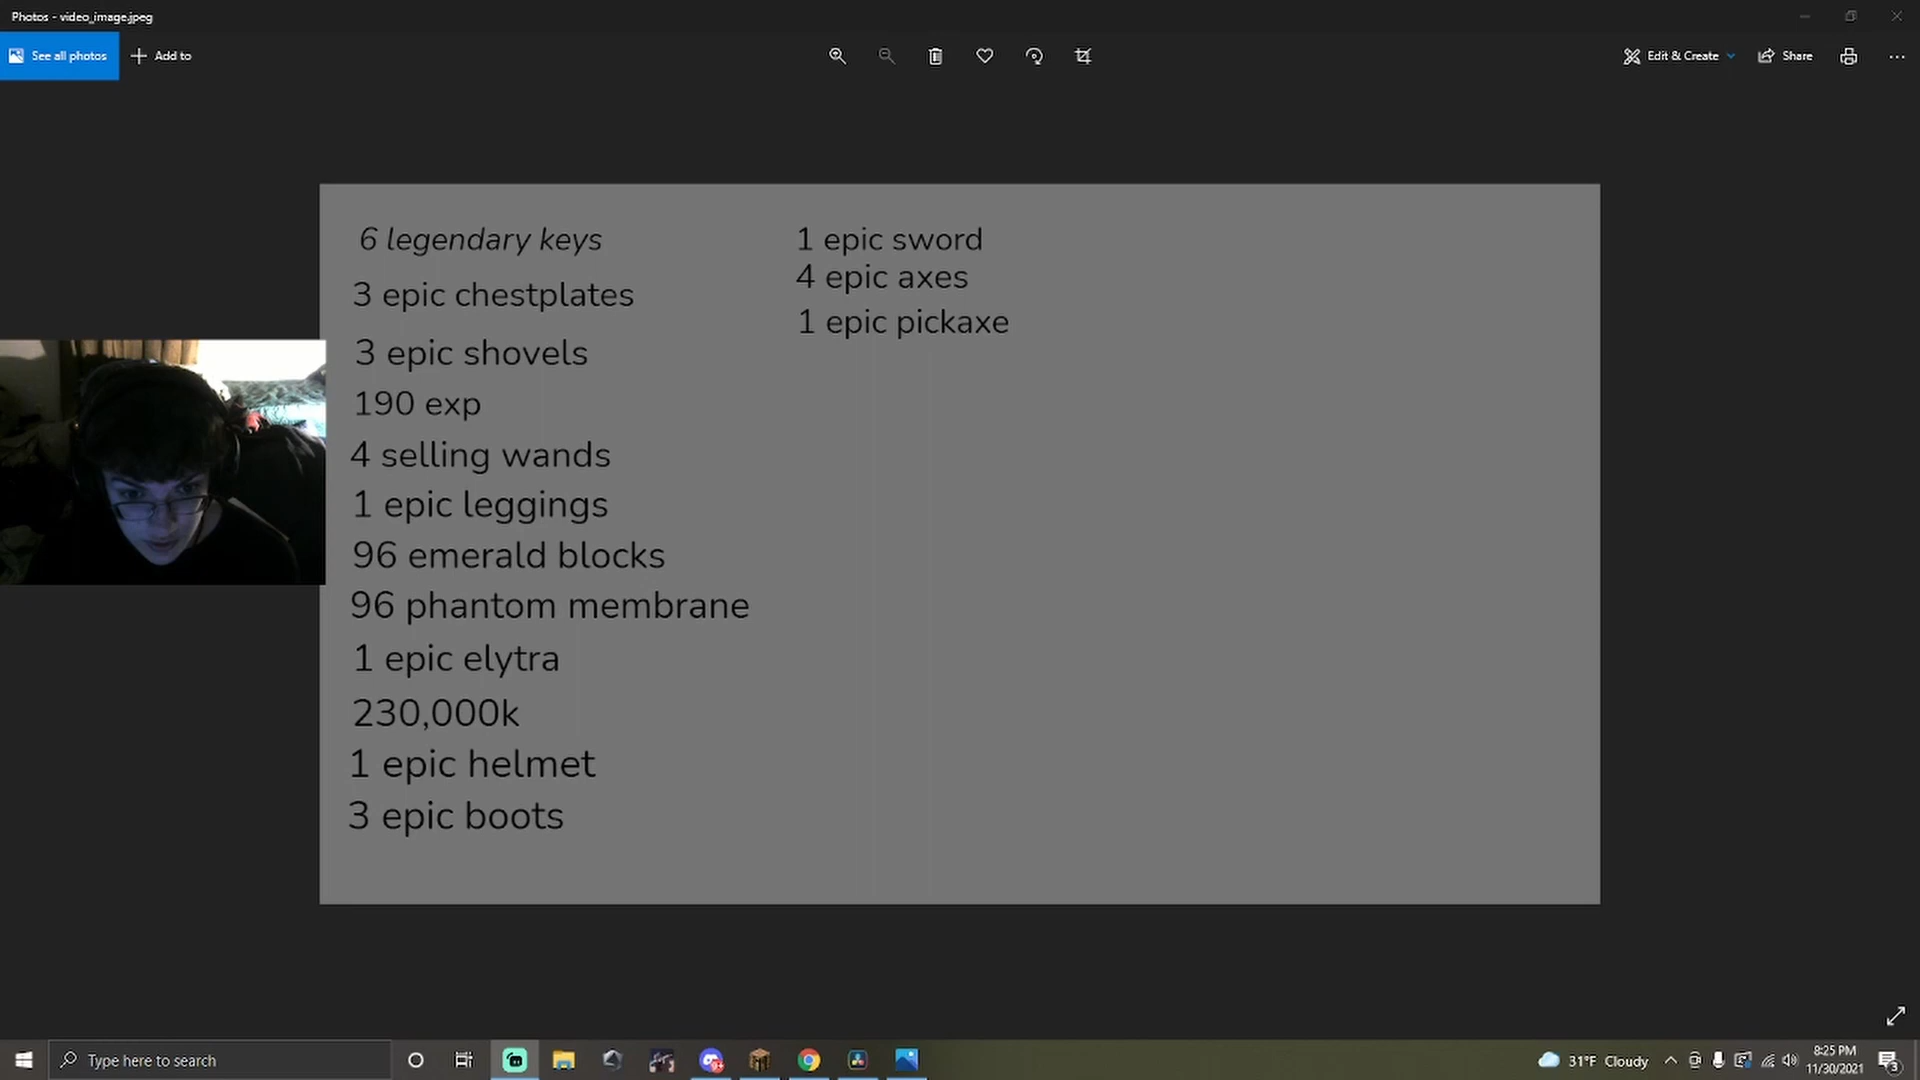 Photos - video_image.jpeg
See all photos
Add to
Edit & Create
Share
6 legendary keys
3 epic chestplates
3 epic shovels
190 exp
4 selling wands
1 epic leggings
96 emerald blocks
96 phantom membrane
1 epic elytra
230,000k
1 epic helmet
3 epic boots
1 epic sword
4 epic axes
1 epic pickaxe
Type here to search
31°F Cloudy
8:25 PM
11/30/2021
3